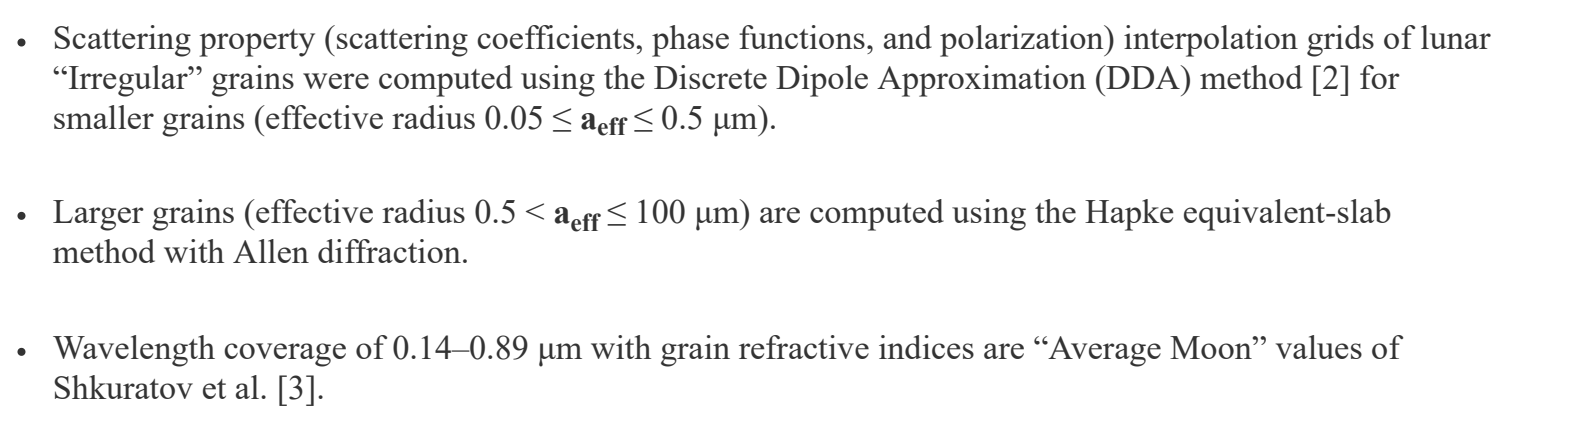 • Scattering property (scattering coefficients, phase functions, and polarization) interpolation grids of lunar
“Irregular” grains were computed using the Discrete Dipole Approximation (DDA) method [2] for
smaller grains (effective radius 0.05 ≤ aeff ≤ 0.5 μm).
• Larger grains (effective radius 0.5 < aeff ≤ 100 μm) are computed using the Hapke equivalent-slab
method with Allen diffraction.
• Wavelength coverage of 0.14–0.89 μm with grain refractive indices are “Average Moon” values of
Shkuratov et al. [3].